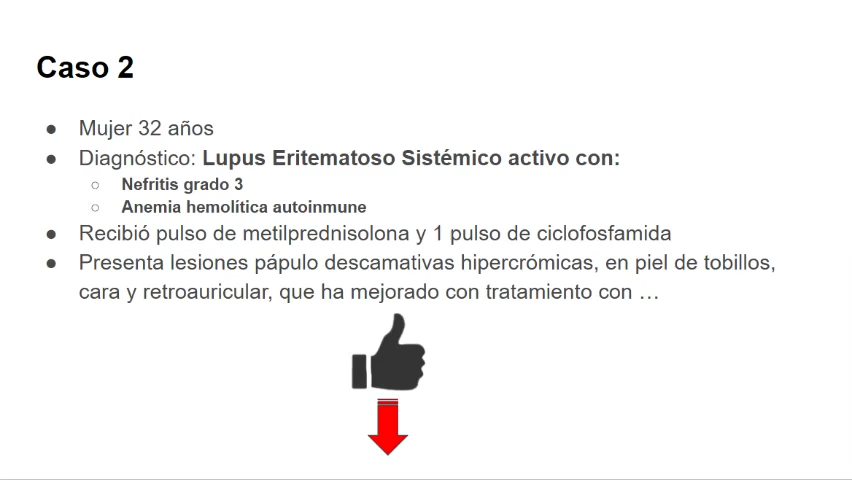 Caso 2
● Mujer 32 años
● Diagnóstico: Lupus Eritematoso Sistémico activo con:
○ Nefritis grado 3
○ Anemia hemolitica autoinmune
● Recibió pulso de metilprednisolona y 1 pulso de ciclofosfamida
● Presenta lesiones pápulo descamativas hipercrómicas, en piel de tobillos,
cara y retroauricular, que ha mejorado con tratamiento con …